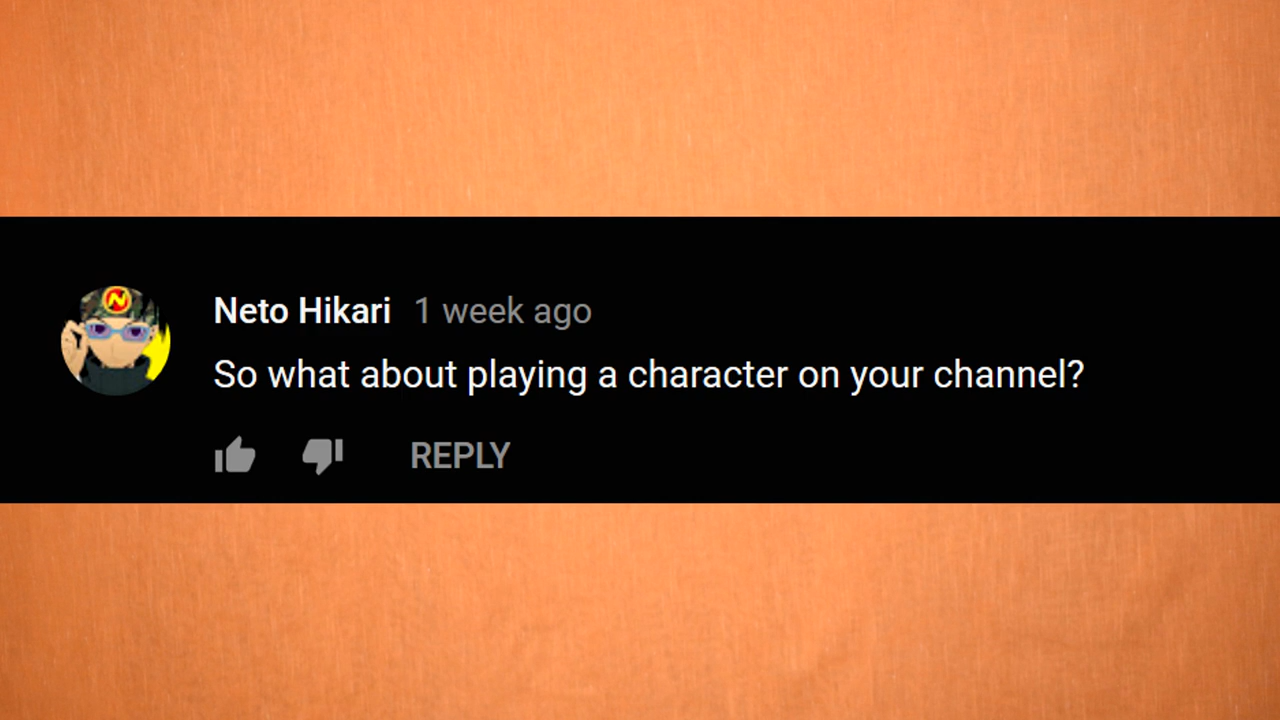 N
Neto Hikari 1 week ago
So what about playing a character on your channel?
REPLY